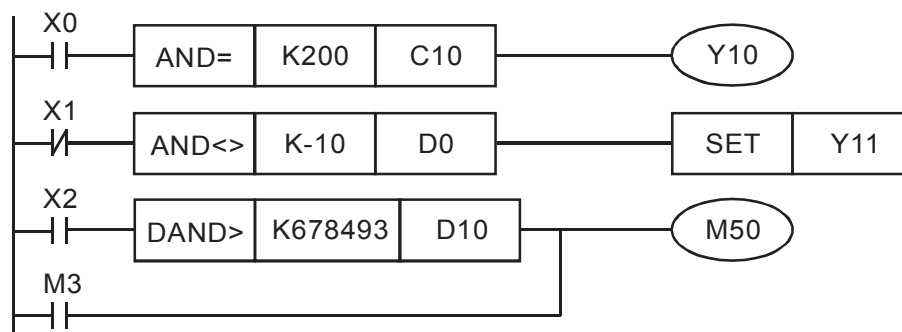 X0
AND= K200 C10 Y10
X1
AND<> K-10 D0 SET Y11
X2
DAND> K678493 D10 M50
M3